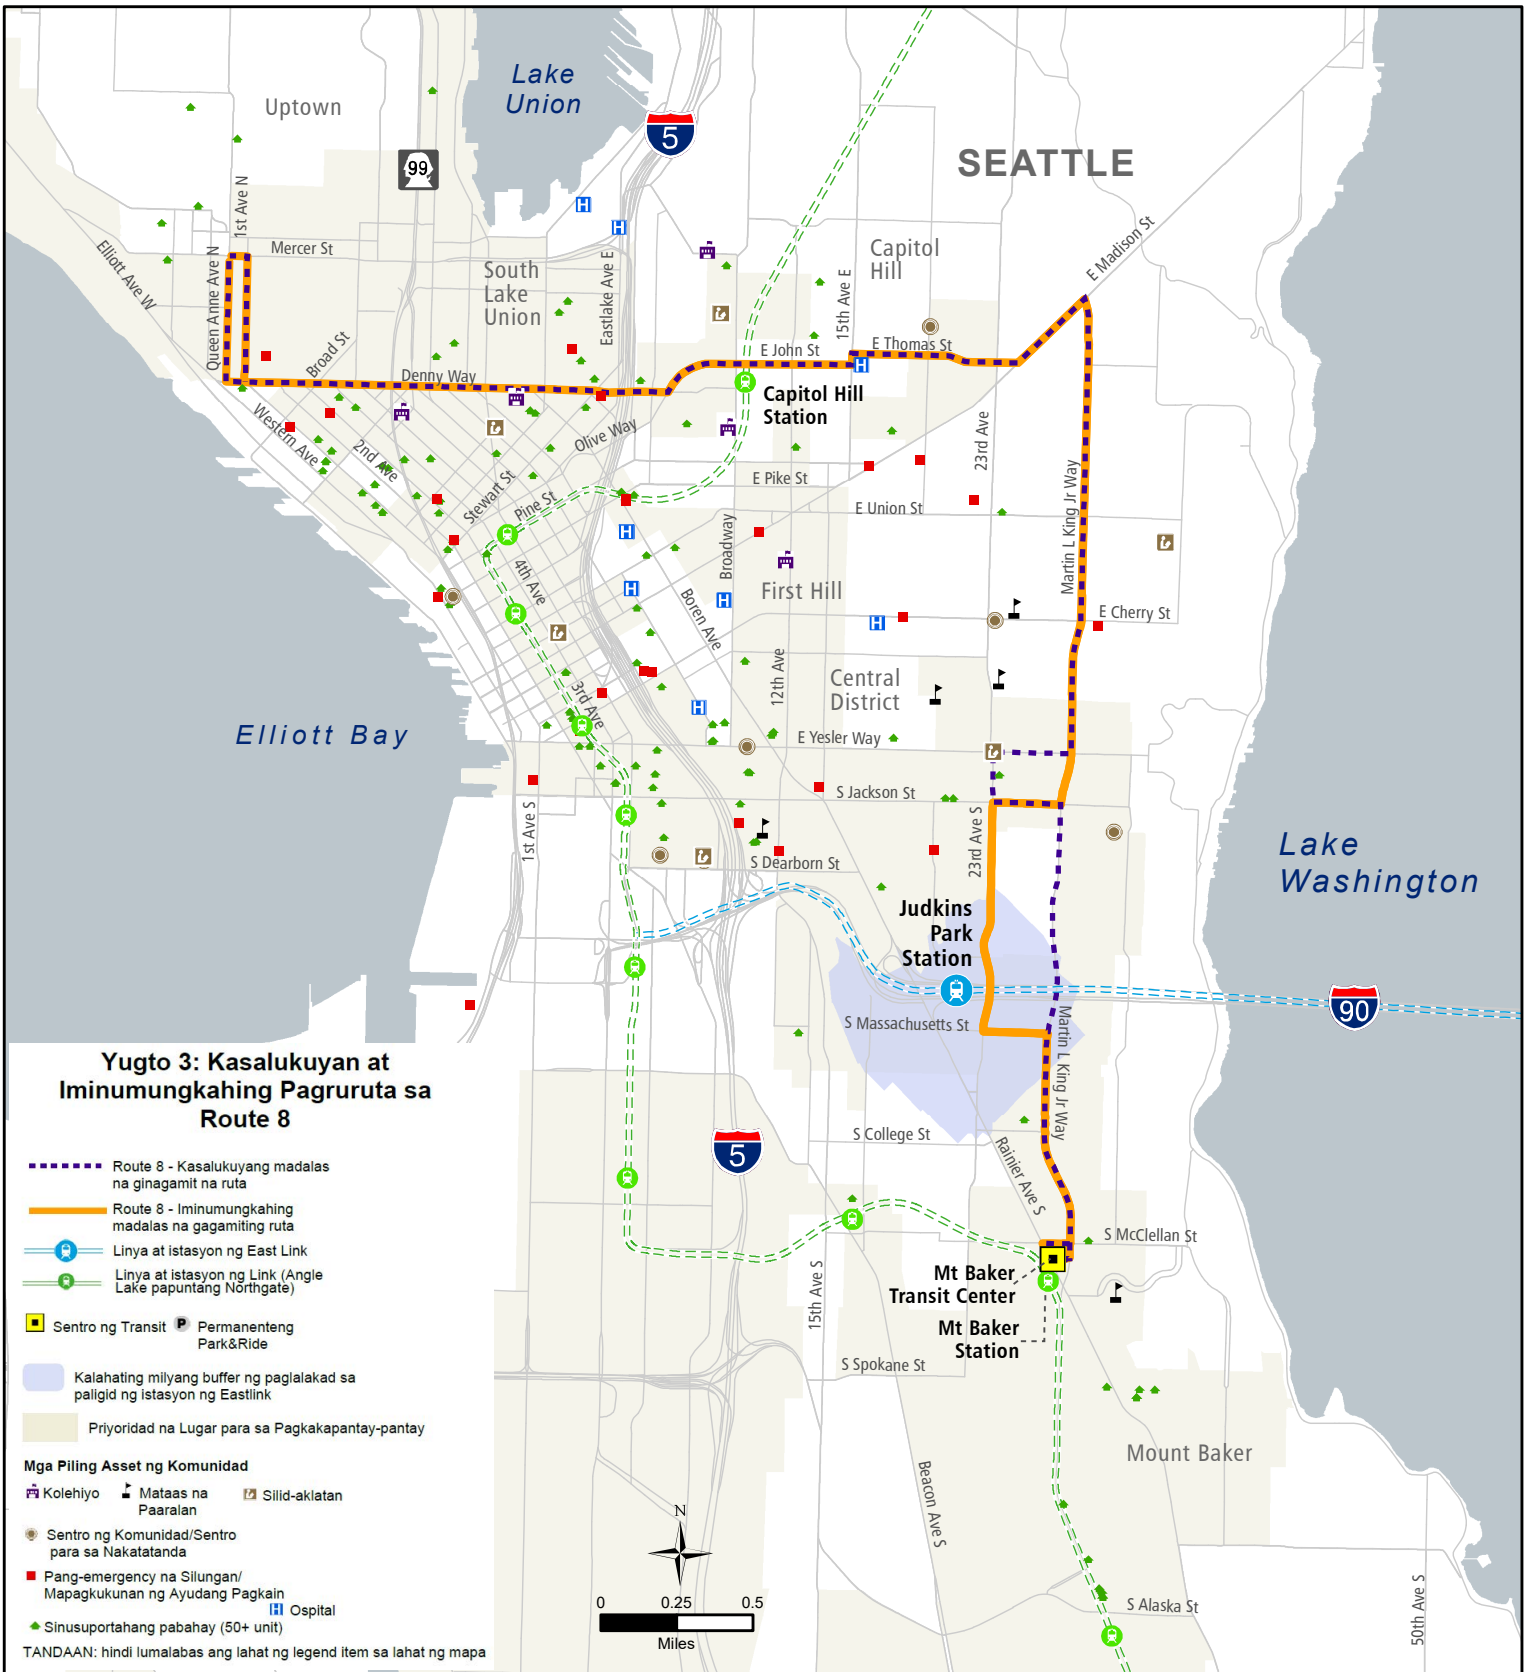 Lake
Union
Uptown
5
SEATTLE
99
1st Ave N
Mercer St
Elliott Ave W
Queen Anne Ave N
South
Lake
Union
Eastlake Ave E
Capitol
Hill
15th Ave E
E Madison St
Broad St
Denny Way
E John St
E Thomas St
Capitol Hill
Station
Western Ave
2nd Ave
Olive Way
Stewart St
Pine St
23rd Ave
E Pike St
E Union St
Martin L King Jr Way
4th Ave
Broadway
First Hill
Boren Ave
E Cherry St
12th Ave
Central
District
3rd Ave
Elliott Bay
E Yesler Way
S Jackson St
1st Ave S
23rd Ave S
S Dearborn St
Lake
Washington
Judkins
Park
Station
90
S Massachusetts St
Martin L King Jr Way
S College St
5
Rainier Ave S
S McClellan St
Mt Baker
Transit Center
Mt Baker
Station
15th Ave S
S Spokane St
Mount Baker
Beacon Ave S
S Alaska St
50th Ave S
N
0 0.25 0.5
Miles
Yugto 3: Kasalukuyan at
Iminumungkahing Pagruruta sa
Route 8
Route 8 - Kasalukuyang madalas
na ginagamit na ruta
Route 8 - Iminumungkahing
madalas na gagamiting ruta
Linya at istasyon ng East Link
Linya at istasyon ng Link (Angle
Lake papuntang Northgate)
Sentro ng Transit P Permanenteng
Park&Ride
Kalahating milyang buffer ng paglalakad sa
paligid ng istasyon ng Eastlink
Priyoridad na Lugar para sa Pagkakapantay-pantay
Mga Piling Asset ng Komunidad
Kolehiyo
Mataas na
Paaralan
Silid-aklatan
Sentro ng Komunidad/Sentro
para sa Nakatatanda
Pang-emergency na Silungan/
Mapagkukunan ng Ayudang Pagkain
H Ospital
Sinusuportahang pabahay (50+ unit)
TANDAAN: hindi lumalabas ang lahat ng legend item sa lahat ng mapa